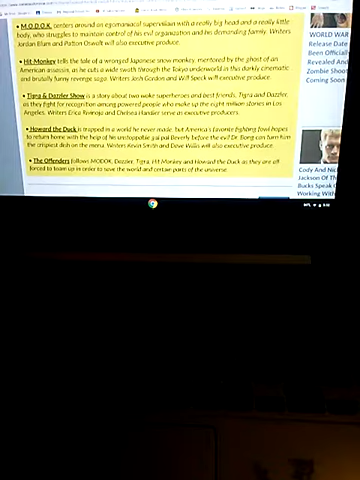 • M.O.D.O.K. centers around an egomaniacal supervillain with a really big head and a really little
body, who struggles to maintain control of his evil organization and his demanding family. Writers
Jordan Blum and Patton Oswalt will also executive produce.
• Hit-Monkey tells the tale of a wronged Japanese snow monkey, mentored by the ghost of an
American assassin, as he cuts a wide swath through the Tokyo underworld in this darkly cinematic
and brutally funny revenge saga. Writers Josh Gordon and Will Speck will executive produce.
• Tigra & Dazzler Show is a story about two woke superheroes and best friends, Tigra and Dazzler,
as they fight for recognition among powered people who make up the eight million stories in Los
Angeles. Writers Erica Rivinoja and Chelsea Handler serve as executive producers.
• Howard the Duck is trapped in a world he never made, but America's favorite fighting fowl hopes
to return home with the help of his unstoppable gal pal Beverly before the evil Dr. Bong can turn him
into the crispiest dish on the menu. Writers Kevin Smith and Dave Willis will also executive produce.
• The Offenders follows MODOK, Dazzler, Tigra, Hit Monkey and Howard the Duck as they are all
forced to team up in order to save the world and certain parts of the universe.
WORLD WAR
Release Date
Been Officially
Revealed And
Zombie Shoot
Coming Soon
Cody And Nic
Jackson Of Th
Bucks Speak
Working With